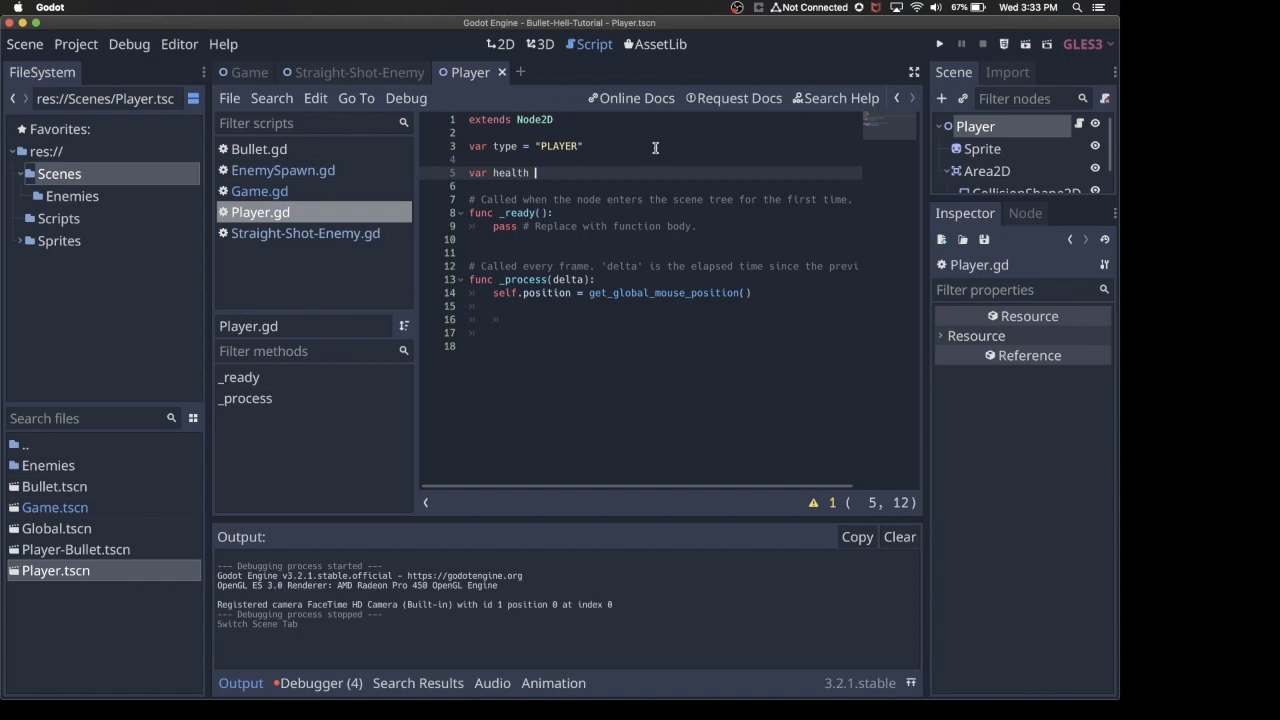 Godot
Not Connected
67%
Wed 3:33 PM
Godot Engine - Bullet-Hell-Tutorial - Player.tscn
Scene Project Debug Editor Help
2D 3D Script AssetLib
GLES3
FileSystem
Game
Straight-Shot-Enemy
Player
Scene
Import
res://Scenes/Player.tsc
File Search Edit Go To Debug
Online Docs
Request Docs
Search Help
Filter nodes
Favorites:
res://
Scenes
Enemies
Scripts
Sprites
Filter scripts
Bullet.gd
EnemySpawn.gd
Game.gd
Player.gd
Straight-Shot-Enemy.gd
Player.gd
Filter methods
_ready
_process
1 extends Node2D
2
3 var type = "PLAYER"
4
5 var health
6
7 # Called when the node enters the scene tree for the first time.
8 func _ready():
9 pass # Replace with function body.
10
11
12 # Called every frame. 'delta' is the elapsed time since the previ
13 func _process(delta):
14 self.position = get_global_mouse_position()
15
16
17
18
1 ( 5, 12)
Player
Sprite
Area2D
CollisionShape2D
Inspector
Node
Player.gd
Filter properties
Resource
Resource
Reference
Search files
..
Enemies
Bullet.tscn
Game.tscn
Global.tscn
Player-Bullet.tscn
Player.tscn
Output:
Copy
Clear
--- Debugging process started ---
Godot Engine v3.2.1.stable.official - https://godotengine.org
OpenGL ES 3.0 Renderer: AMD Radeon Pro 450 OpenGL Engine
Registered camera FaceTime HD Camera (Built-in) with id 1 position 0 at index 0
--- Debugging process stopped ---
Switch Scene Tab
Output
Debugger (4)
Search Results
Audio
Animation
3.2.1.stable